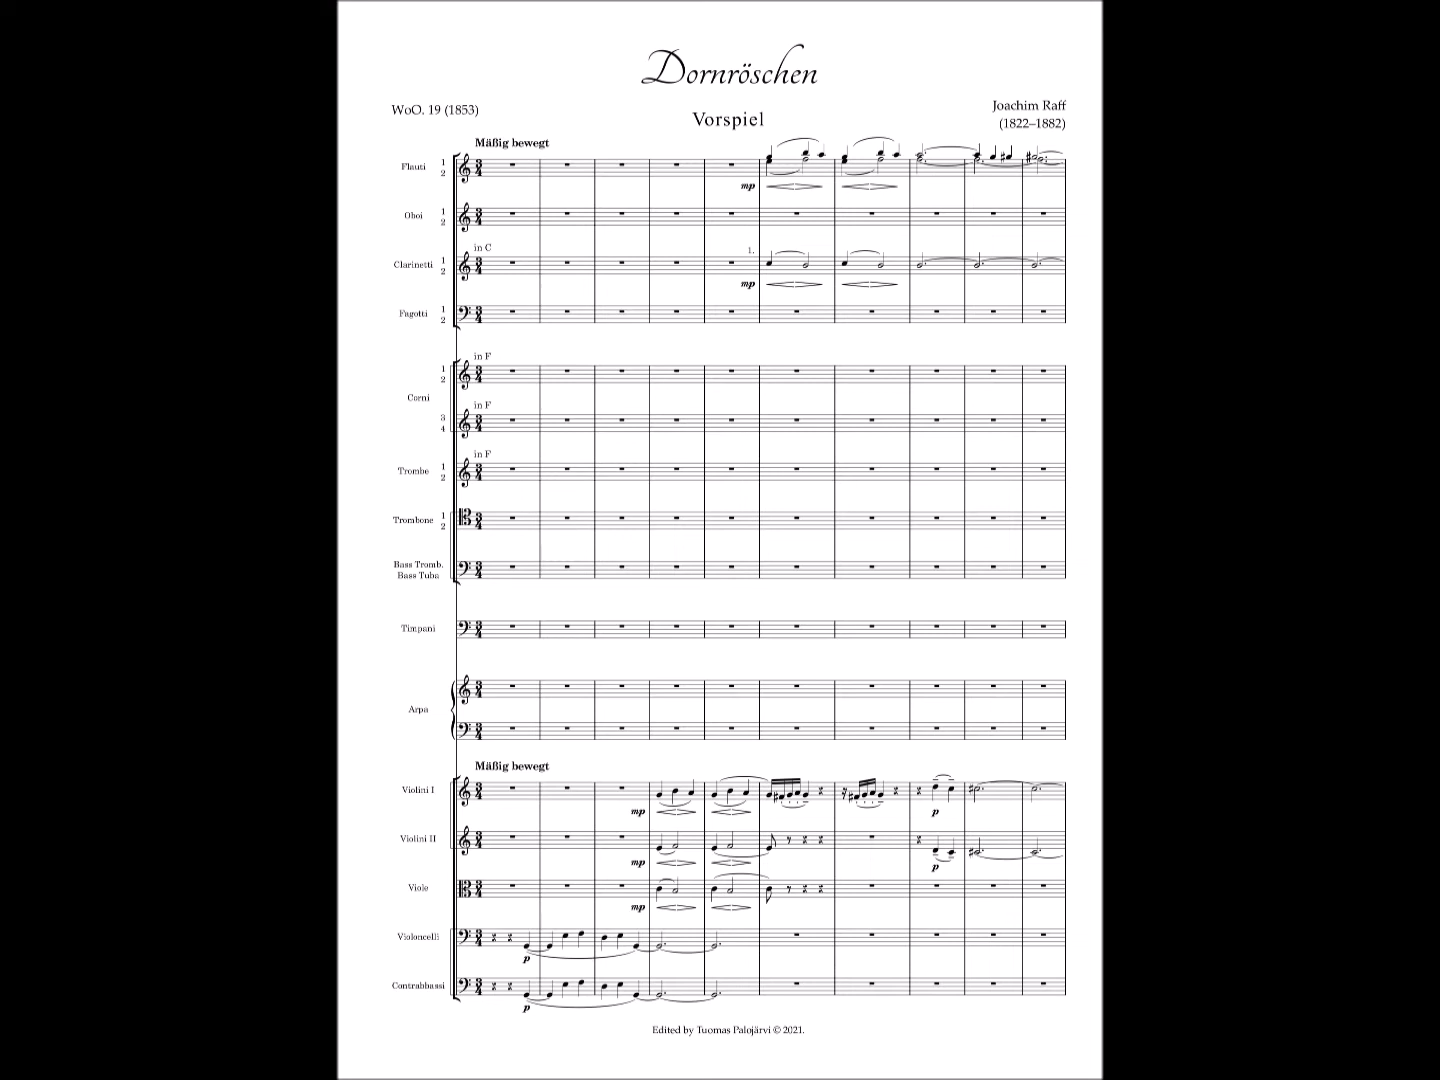 Dornröschen
WoO. 19 (1853)
Joachim Raff
Vorspiel
(1822–1882)
Mäßig bewegt
Flauti 1 2
mp
Oboi 1 2
in C
1.
Clarinetti 1 2
mp
Fagotti 1 2
in F
1 2
Corni
in F
3 4
in F
Trombe 1 2
Trombone 1 2
Bass Tromb.
Bass Tuba
Timpani
Arpa
Mäßig bewegt
Violini I
mp p
Violini II
mp p
Viole
mp
Violoncelli
p
Contrabbassi
p
Edited by Tuomas Palojärvi © 2021.